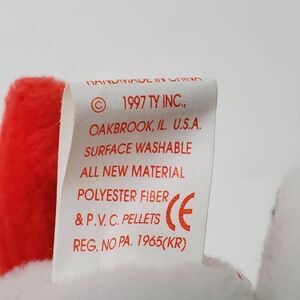 HANDMADE IN CHINA
© 1997 TY INC.,
OAKBROOK, IL. U.S.A.
SURFACE WASHABLE
ALL NEW MATERIAL
POLYESTER FIBER
& P.V.C. PELLETS CE
REG. NO PA. 1965(KR)